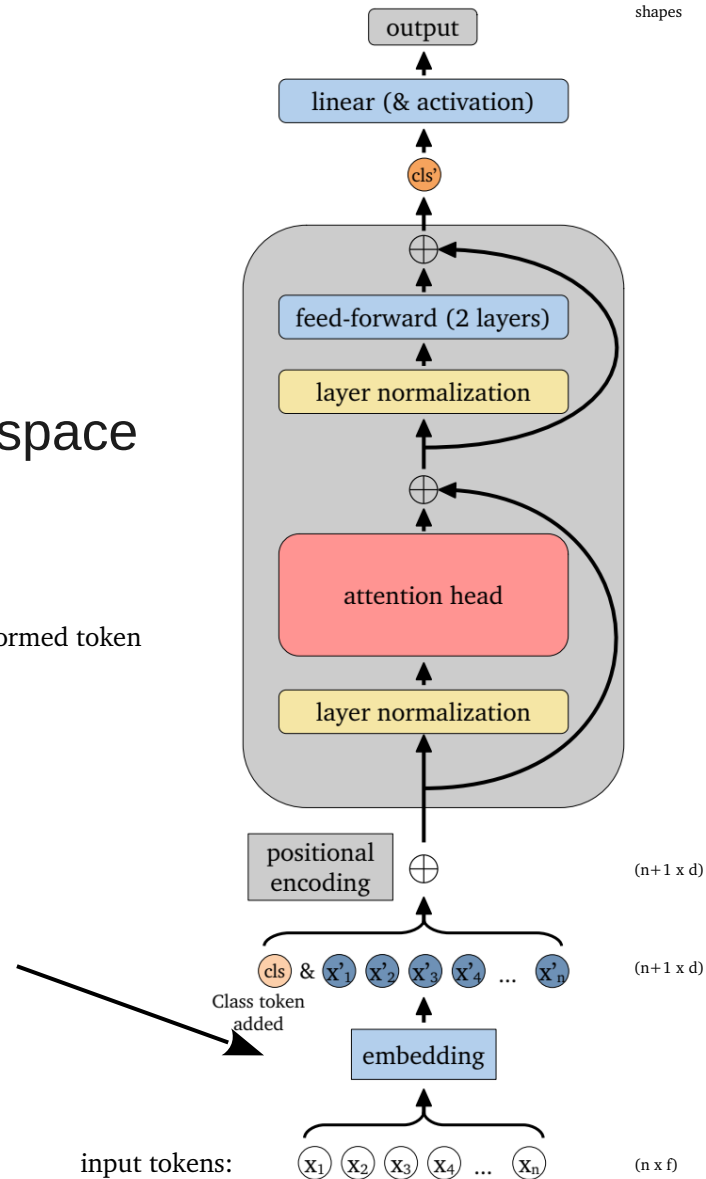 shapes
output
linear (& activation)
cls'
feed-forward (2 layers)
layer normalization
space
attention head
ormed token
layer normalization
positional
encoding
(n+1 x d)
cls & x'1 x'2 x'3 x'4 ... x'n
(n+1 x d)
Class token
added
embedding
input tokens: x1 x2 x3 x4 ... xn
(n x f)